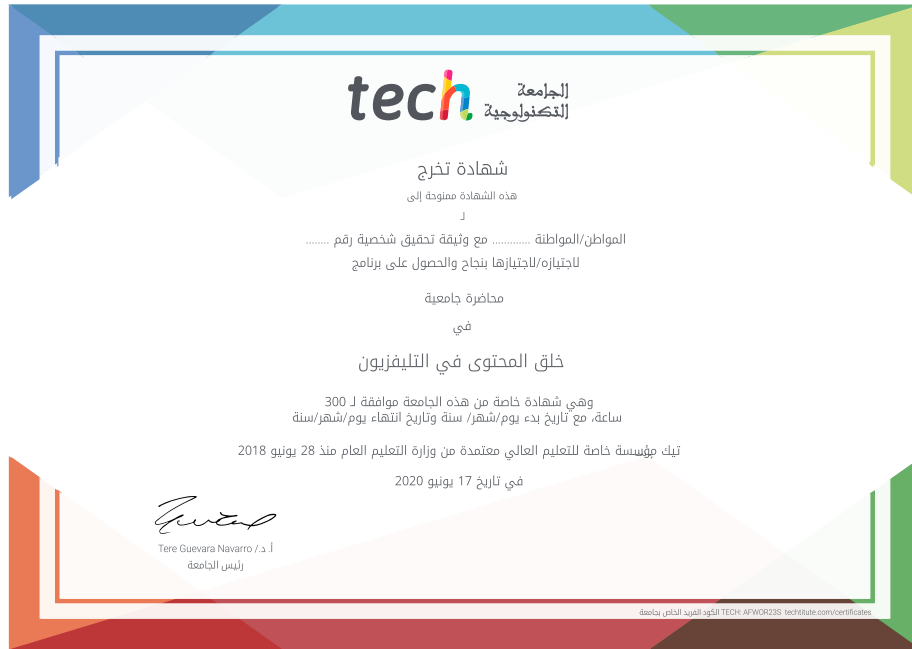 tech الجامعة
التكنولوجية
شهادة تخرج
هذه الشهادة ممنوحة إلى
لـ
المواطن/المواطنة ............. مع وثيقة تحقيق شخصية رقم ........
لاجتيازه/لاجتيازها بنجاح والحصول على برنامج
محاضرة جامعية
في
خلق المحتوى في التليفزيون
وهي شهادة خاصة من هذه الجامعة موافقة لـ 300
ساعة، مع تاريخ بدء يوم/شهر/ سنة وتاريخ انتهاء يوم/شهر/سنة
تيك مؤسسة خاصة للتعليم العالي معتمدة من وزارة التعليم العام منذ 28 يونيو 2018
في تاريخ 17 يونيو 2020
أ. د./ Tere Guevara Navarro
رئيس الجامعة
الكود الفريد الخاص بجامعة TECH: AFWOR23S techtitute.com/certificates